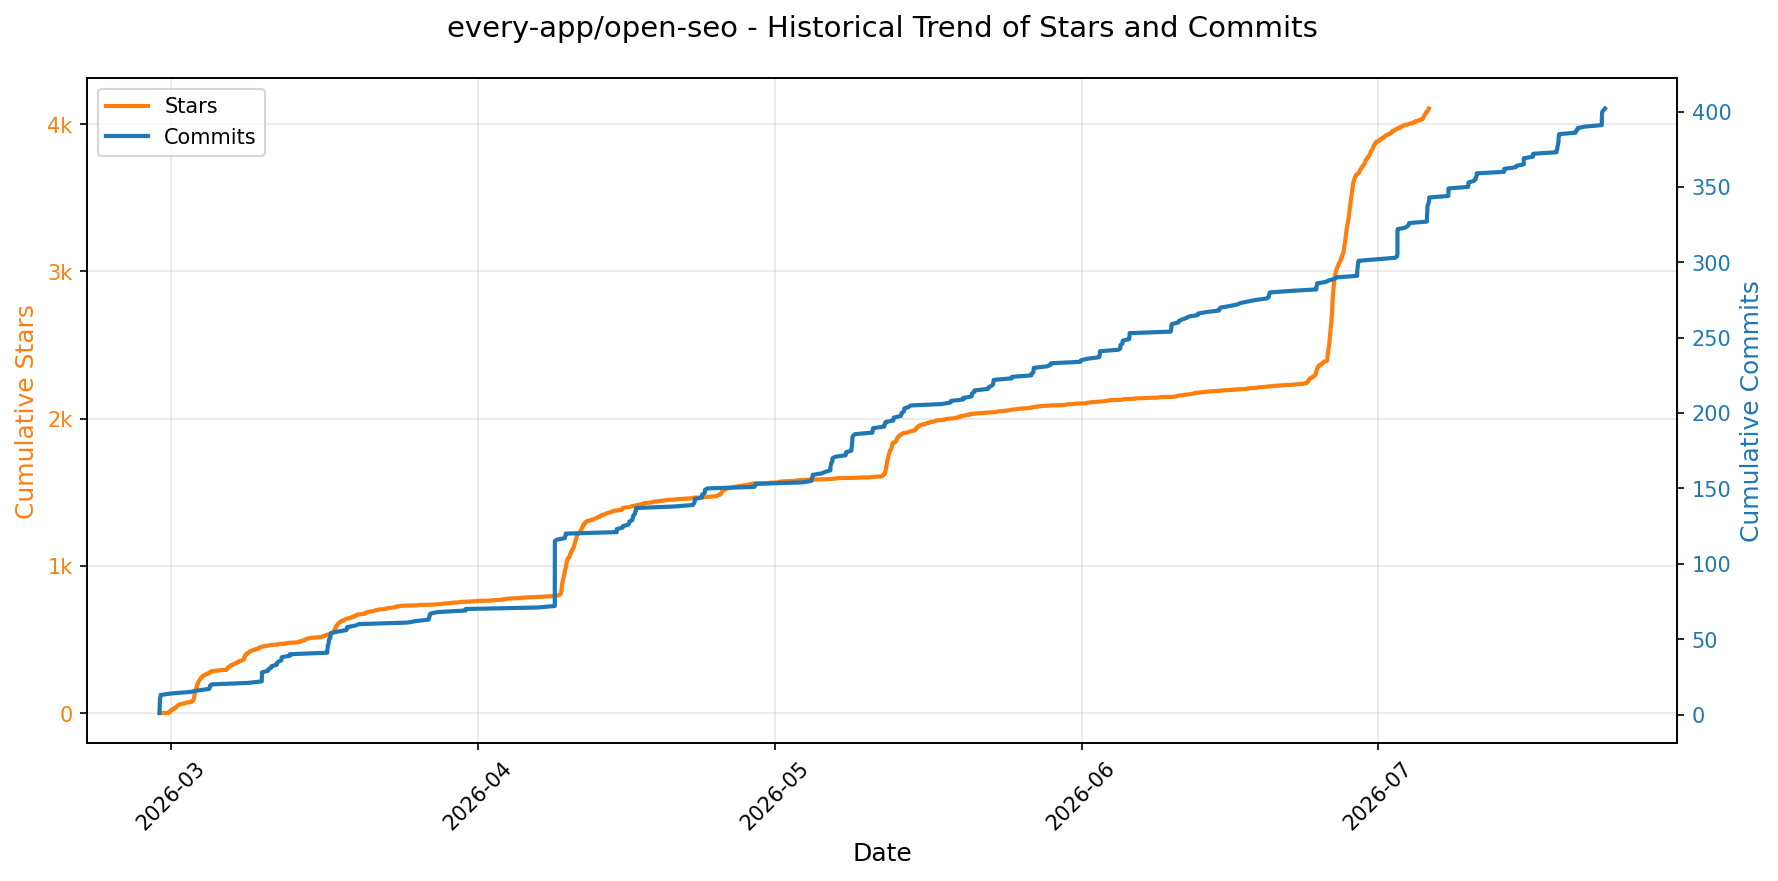 every-app/open-seo - Historical Trend of Stars and Commits
Stars
Commits
4k
3k
2k
1k
0
Cumulative Stars
400
350
300
250
200
150
100
50
0
Cumulative Commits
2026-03
2026-04
2026-05
2026-06
2026-07
Date